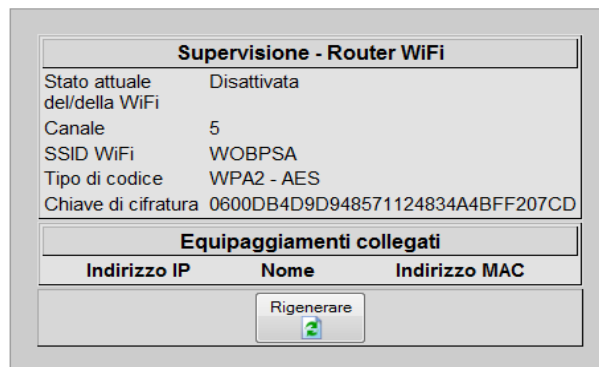 Supervisione - Router WiFi
Stato attuale Disattivata
del/della WiFi
Canale 5
SSID WiFi WOBPSA
Tipo di codice WPA2 - AES
Chiave di cifratura 0600DB4D9D948571124834A4BFF207CD
Equipaggiamenti collegati
Indirizzo IP Nome Indirizzo MAC
Rigenerare